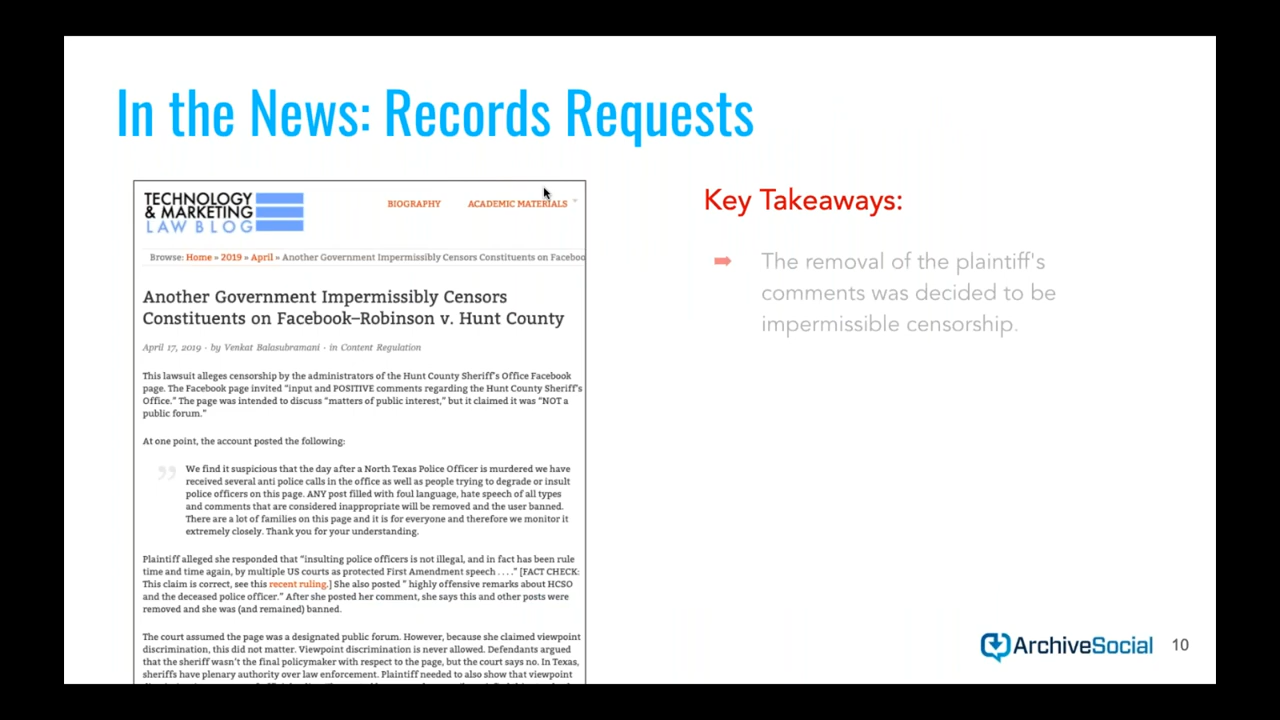 In the News: Records Requests
TECHNOLOGY
& MARKETING
LAW BLOG
BIOGRAPHY
ACADEMIC MATERIALS
Browse: Home » 2019 » April » Another Government Impermissibly Censors Constituents on Faceboo
Another Government Impermissibly Censors
Constituents on Facebook–Robinson v. Hunt County
April 17, 2019 · by Venkat Balasubramani · in Content Regulation
This lawsuit alleges censorship by the administrators of the Hunt County Sheriff's Office Facebook
page. The Facebook page invited "input and POSITIVE comments regarding the Hunt County Sheriff's
Office." The page was intended to discuss "matters of public interest," but it claimed it was "NOT a
public forum."
At one point, the account posted the following:
We find it suspicious that the day after a North Texas Police Officer is murdered we have
received several anti police calls in the office as well as people trying to degrade or insult
police officers on this page. ANY post filled with foul language, hate speech of all types
and comments that are considered inappropriate will be removed and the user banned.
There are a lot of families on this page and it is for everyone and therefore we monitor it
extremely closely. Thank you for your understanding.
Plaintiff alleged she responded that "insulting police officers is not illegal, and in fact has been rule
time and time again, by multiple US courts as protected First Amendment speech . . . ." [FACT CHECK:
This claim is correct, see this recent ruling.] She also posted " highly offensive remarks about HCSO
and the deceased police officer." After she posted her comment, she says this and other posts were
removed and she was (and remained) banned.
The court assumed the page was a designated public forum. However, because she claimed viewpoint
discrimination, this did not matter. Viewpoint discrimination is never allowed. Defendants argued
that the sheriff wasn't the final policymaker with respect to the page, but the court says no. In Texas,
sheriffs have plenary authority over law enforcement. Plaintiff needed to also show that viewpoint
Key Takeaways:
The removal of the plaintiff's
comments was decided to be
impermissible censorship.
ArchiveSocial
10